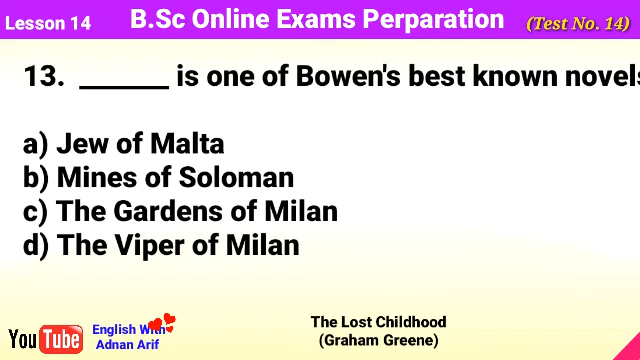 Lesson 14
B.Sc Online Exams Perparation
(Test No. 14)
13. ______ is one of Bowen's best known novels
a) Jew of Malta
b) Mines of Soloman
c) The Gardens of Milan
d) The Viper of Milan
YouTube
English With
Adnan Arif
The Lost Childhood
(Graham Greene)